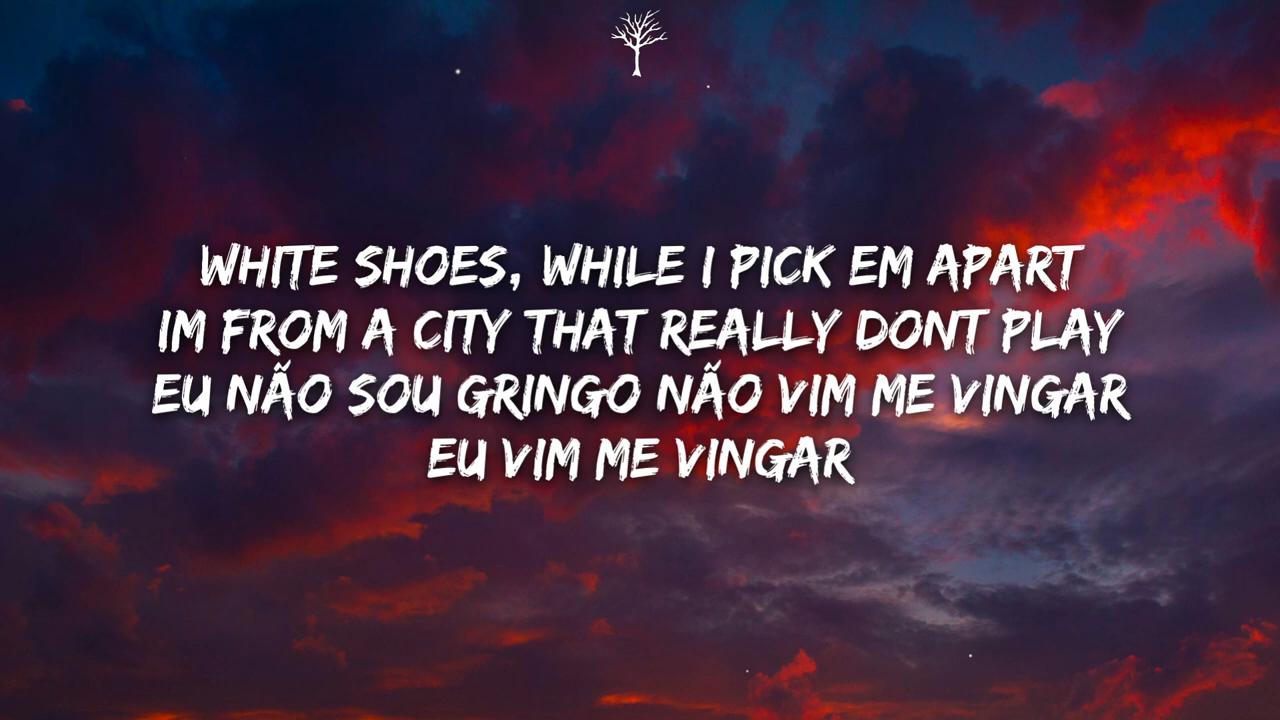 WHITE SHOES, WHILE I PICK EM APART
IM FROM A CITY THAT REALLY DONT PLAY
EU NÃO SOU GRINGO NÃO VIM ME VINGAR
EU VIM ME VINGAR